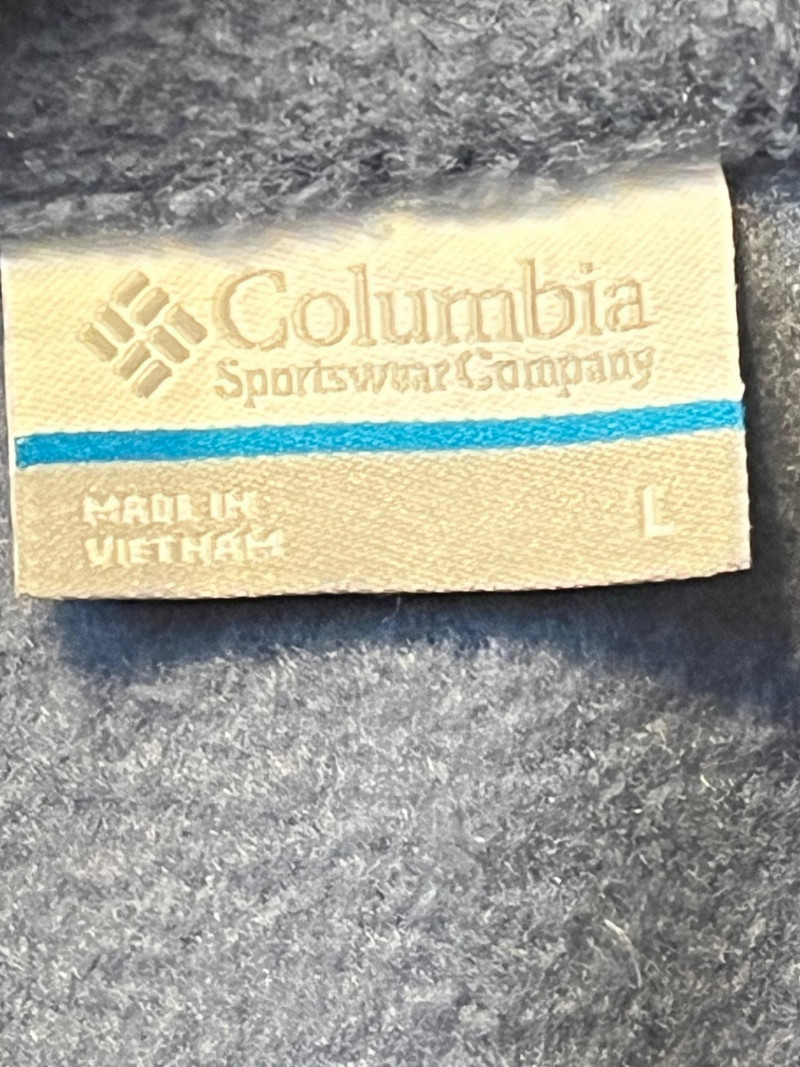 Columbia
Sportswear Company
MADE IN
VIETNAM
L